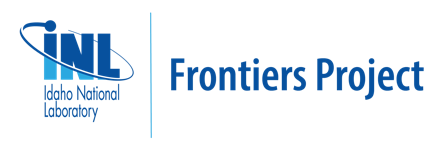 INL
Idaho National
Laboratory
Frontiers Project